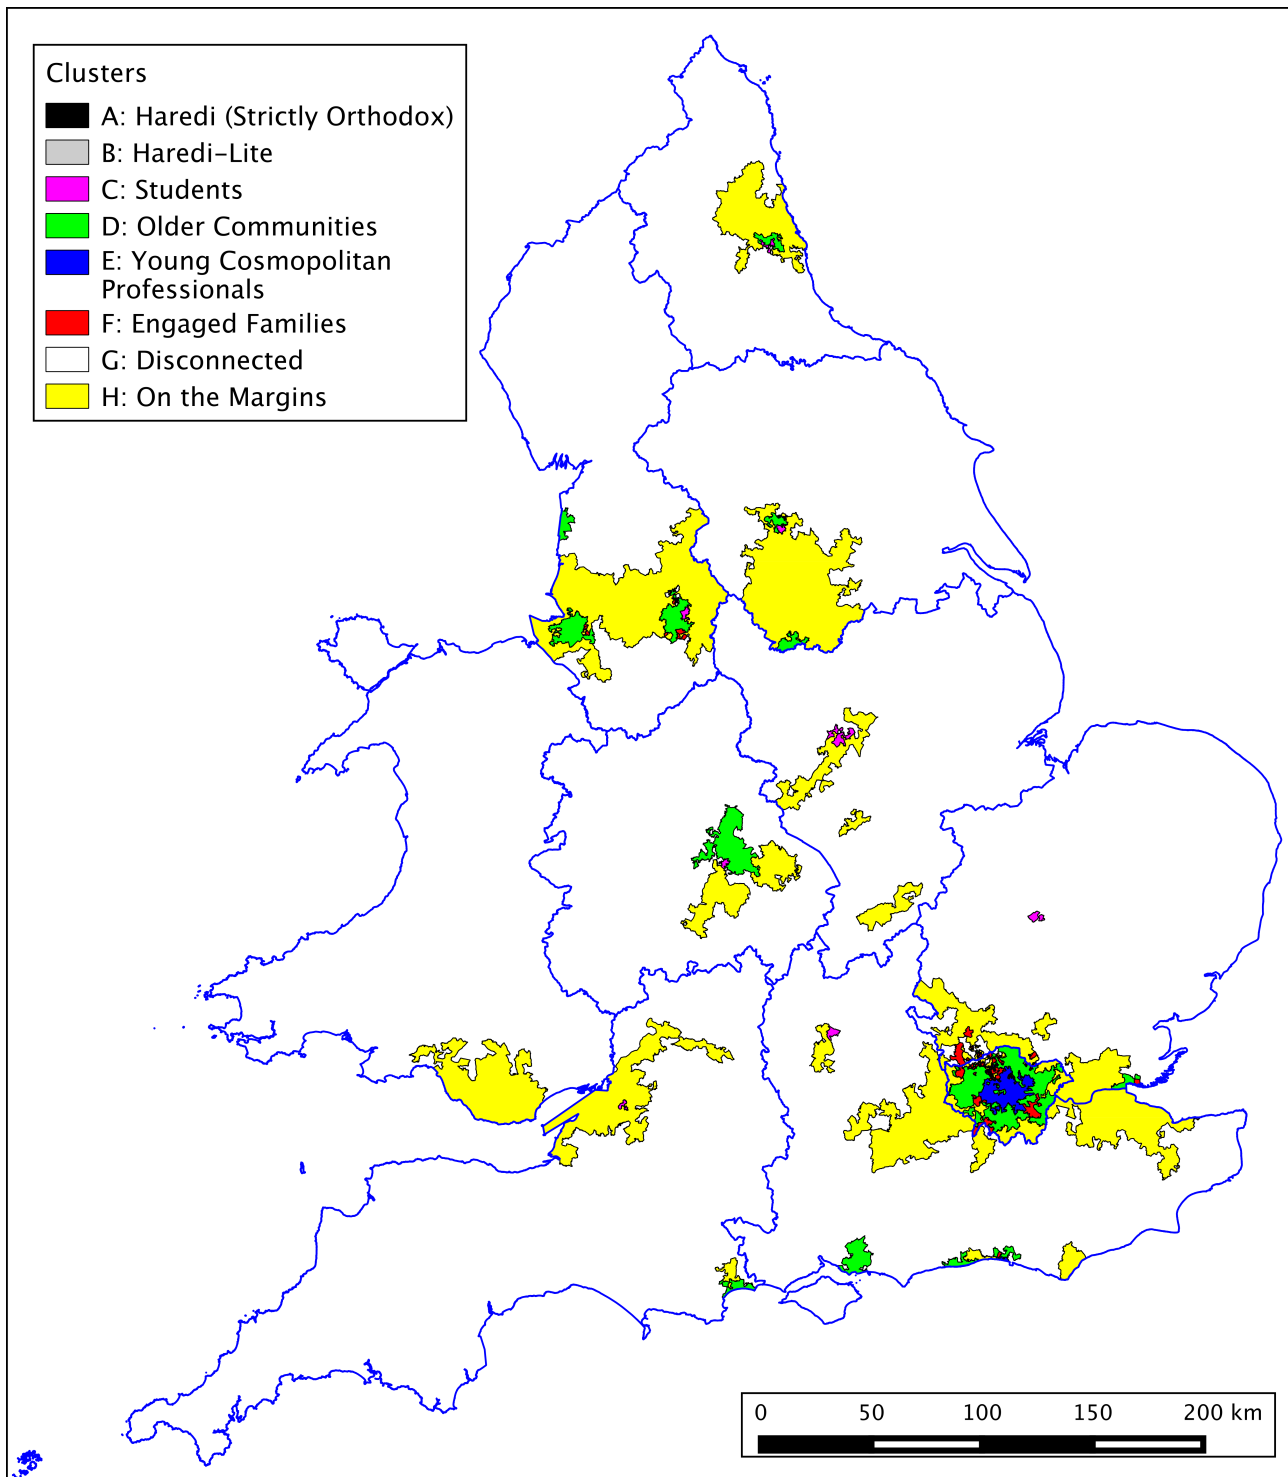 Clusters
A: Haredi (Strictly Orthodox)
B: Haredi-Lite
C: Students
D: Older Communities
E: Young Cosmopolitan
Professionals
F: Engaged Families
G: Disconnected
H: On the Margins
0 50 100 150 200 km